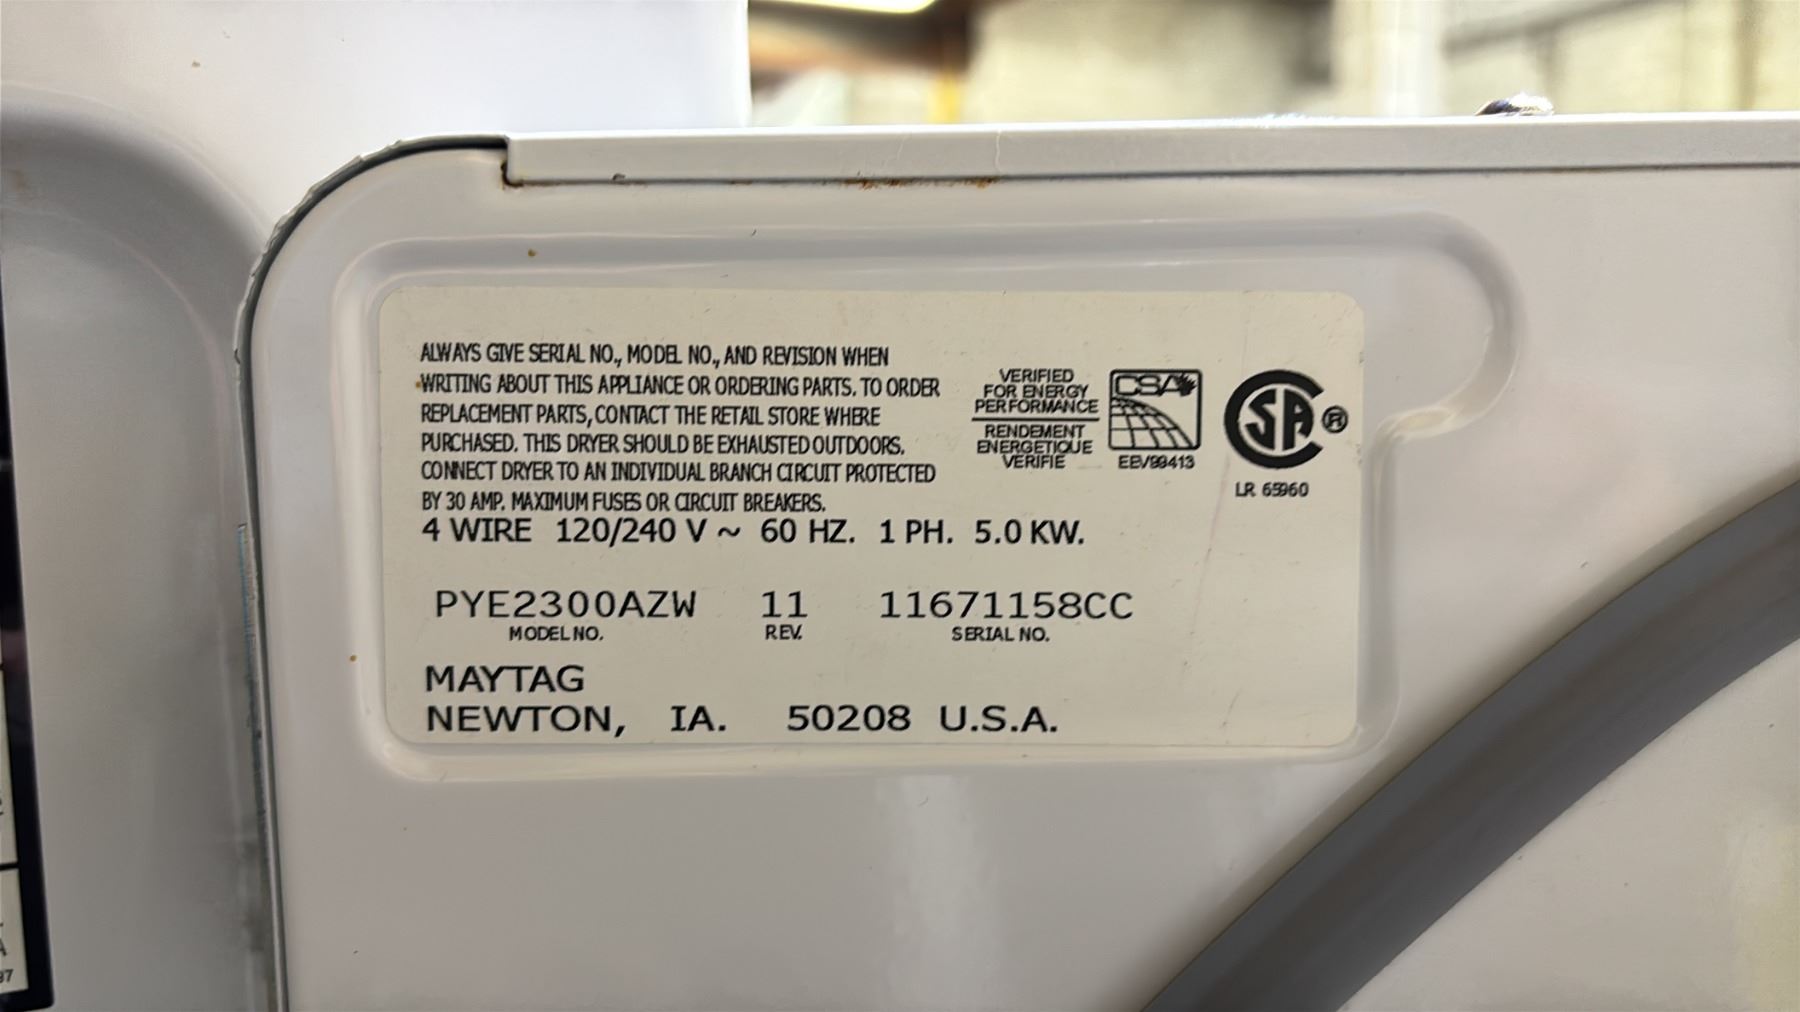 ALWAYS GIVE SERIAL NO., MODEL NO., AND REVISION WHEN
WRITING ABOUT THIS APPLIANCE OR ORDERING PARTS. TO ORDER
REPLACEMENT PARTS, CONTACT THE RETAIL STORE WHERE
PURCHASED. THIS DRYER SHOULD BE EXHAUSTED OUTDOORS.
CONNECT DRYER TO AN INDIVIDUAL BRANCH CIRCUIT PROTECTED
BY 30 AMP. MAXIMUM FUSES OR CIRCUIT BREAKERS.
4 WIRE 120/240 V ~ 60 HZ. 1 PH. 5.0 KW.
VERIFIED
FOR ENERGY
PERFORMANCE
RENDEMENT
ENERGETIQUE
VERIFIE
CSA
EEV99413
SA ®
LR 65960
PYE2300AZW 11 11671158CC
MODEL NO. REV. SERIAL NO.
MAYTAG
NEWTON, IA. 50208 U.S.A.
A
97